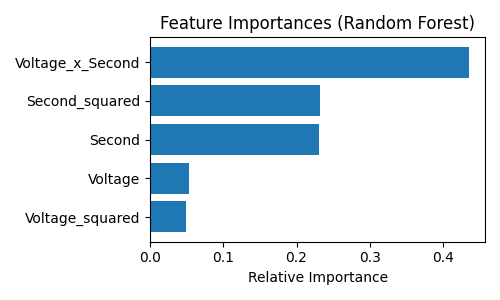 Feature Importances (Random Forest)
Voltage_x_Second
Second_squared
Second
Voltage
Voltage_squared
0.0 0.1 0.2 0.3 0.4
Relative Importance